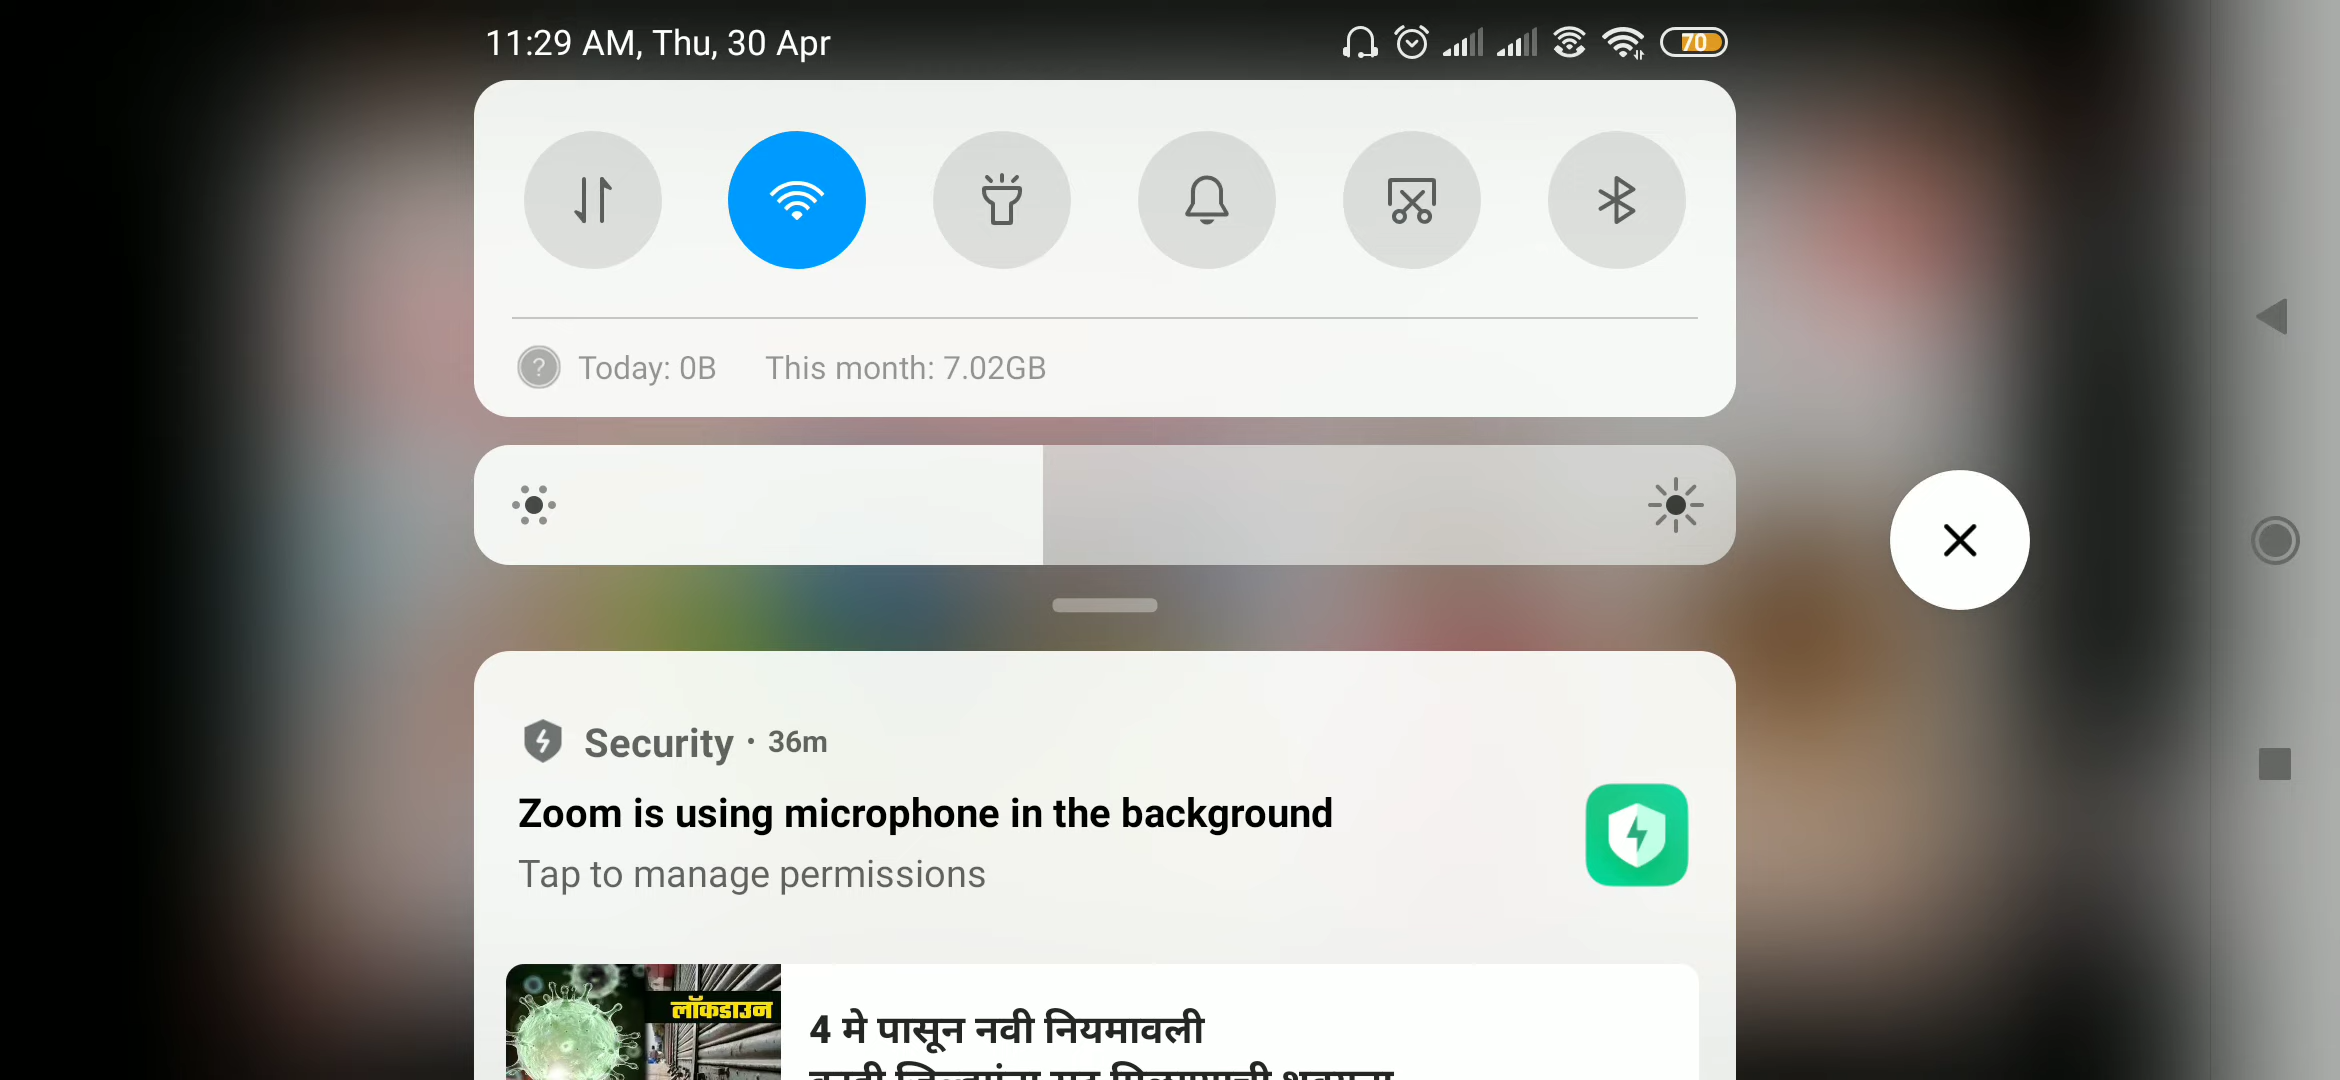 11:29 AM, Thu, 30 Apr
70
Today: 0B This month: 7.02GB
Security · 36m
Zoom is using microphone in the background
Tap to manage permissions
लॉकडाउन
4 मे पासून नवी नियमावली